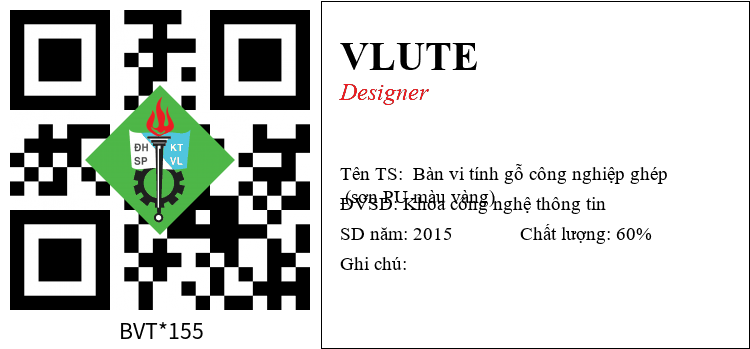 ĐH KT
SP VL
BVT*155
VLUTE
Designer
Tên TS:  Bàn vi tính gỗ công nghiệp ghép
(sơn PU màu vàng)
ĐVSD: Khoa công nghệ thông tin
SD năm: 2015 Chất lượng: 60%
Ghi chú: